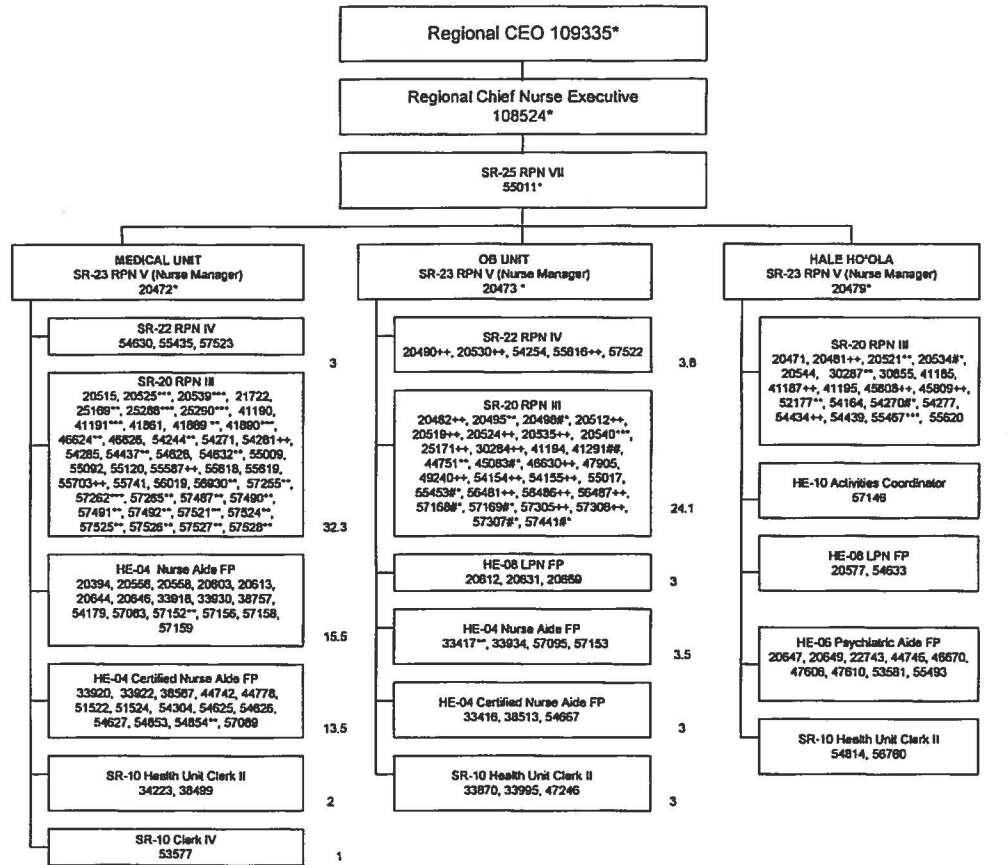 Regional CEO 109335*
Regional Chief Nurse Executive
108524*
SR-25 RPN VII
55011*
MEDICAL UNIT
SR-23 RPN V (Nurse Manager)
20472*
SR-22 RPN IV
54630, 55435, 57523
3
SR-20 RPN III
20515, 20525***, 20539***, 21722,
25169**, 25288***, 25290***, 41190,
41191***, 41861, 41889 **, 41890***,
46624**, 46626, 54244**, 54271, 54281++,
54285, 54437**, 54628, 54632**, 55009,
55092, 55120, 55587++, 55618, 55619,
55703++, 55741, 56019, 56930**, 57255**,
57262***, 57265**, 57487**, 57490**,
57491**, 57492**, 57521**, 57524**,
57525**, 57526**, 57527**, 57528**
32.3
HE-04 Nurse Aide FP
20394, 20556, 20558, 20603, 20613,
20644, 20646, 33918, 33930, 38757,
54179, 57063, 57152**, 57156, 57158,
57159
15.5
HE-04 Certified Nurse Aide FP
33920, 33922, 38567, 44742, 44778,
51522, 51524, 54304, 54625, 54626,
54627, 54653, 54654**, 57089
13.5
SR-10 Health Unit Clerk II
34223, 38499
2
SR-10 Clerk IV
53577
1
OB UNIT
SR-23 RPN V (Nurse Manager)
20473 *
SR-22 RPN IV
20490++, 20530++, 54254, 55816++, 57522
3.8
SR-20 RPN III
20482++, 20495**, 20498#*, 20512++,
20519++, 20524++, 20535++, 20540***,
25171++, 30284++, 41194, 41291##,
44751**, 45083#*, 46630++, 47905,
49240++, 54154++, 54155++, 55017,
55453#*, 56481++, 56486++, 56487++,
57168#*, 57169#*, 57305++, 57306++,
57307#*, 57441#*
24.1
HE-08 LPN FP
20612, 20631, 20669
3
HE-04 Nurse Aide FP
33417**, 33934, 57095, 57153
3.5
HE-04 Certified Nurse Aide FP
33416, 38513, 54667
3
SR-10 Health Unit Clerk II
33870, 33995, 47246
3
HALE HO'OLA
SR-23 RPN V (Nurse Manager)
20479*
SR-20 RPN III
20471, 20481++, 20521**, 20534#*,
20544, 30287**, 30855, 41185,
41187++, 41195, 45808++, 45809++,
52177**, 54164, 54270#*, 54277,
54434++, 54439, 55467***, 55620
HE-10 Activities Coordinator
57146
HE-08 LPN FP
20577, 54633
HE-06 Psychiatric Aide FP
20647, 20649, 22743, 44746, 46670,
47608, 47610, 53581, 55493
SR-10 Health Unit Clerk II
54814, 56760